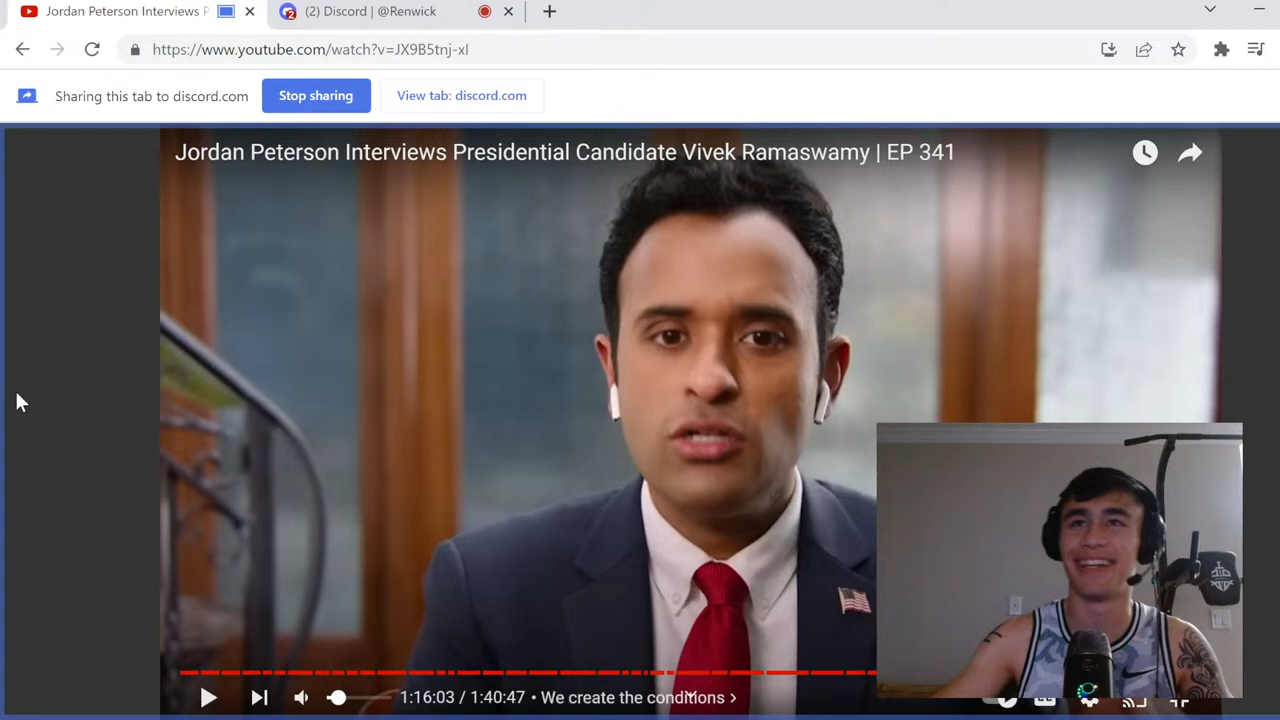 Jordan Peterson Interviews P
(2) Discord | @Renwick
https://www.youtube.com/watch?v=JX9B5tnj-xI
Sharing this tab to discord.com
Stop sharing
View tab: discord.com
Jordan Peterson Interviews Presidential Candidate Vivek Ramaswamy | EP 341
1:16:03 / 1:40:47 • We create the conditions >